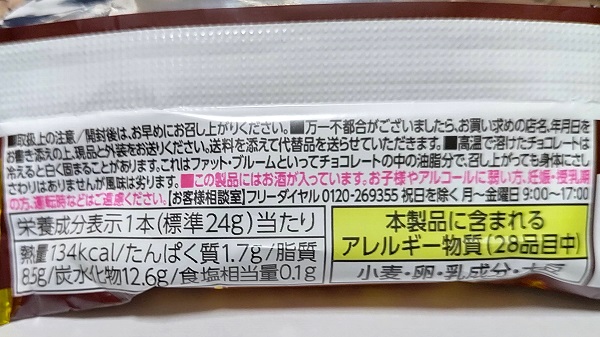 ■取扱上の注意/開封後は、お早めにお召し上がりください。■万一不都合がございましたら、お買い求めの店名、年月日を
お書き添えの上、現品と外装をお送りください。送料を添えて代替品を送らせていただきます。■高温で溶けたチョコレートは
冷えると白く固まることがあります。これはファット・ブルームといってチョコレートの中の油脂分で、召し上がっても身体にさし
さわりはありませんが風味は劣ります。■この製品にはお酒が入っています。お子様やアルコールに弱い方、妊娠・授乳期
の方、運転時などはご遠慮ください。【お客様相談室】フリーダイヤル 0120-269355 祝日を除く月〜金曜日 9:00〜17:00
栄養成分表示1本(標準24g)当たり
熱量134kcal/たんぱく質1.7g/脂質
8.5g/炭水化物12.6g/食塩相当量0.1g
本製品に含まれる
アレルギー物質(28品目中)
小麦・卵・乳成分・大豆